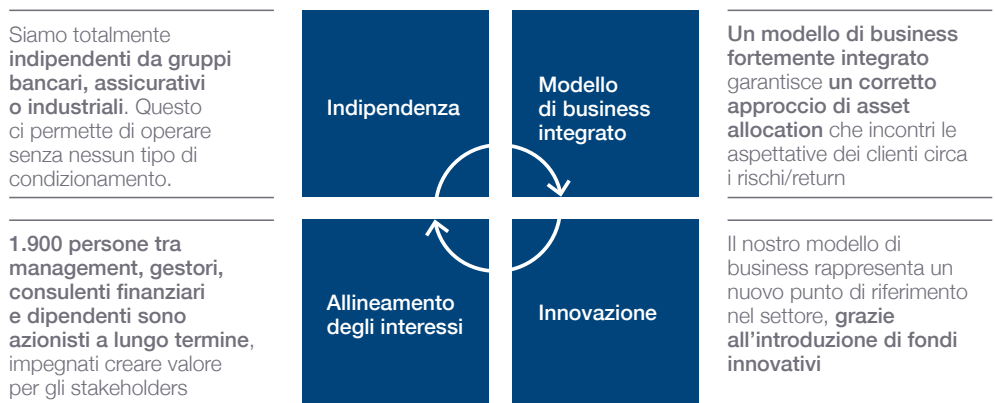 Siamo totalmente
indipendenti da gruppi
bancari, assicurativi
o industriali. Questo
ci permette di operare
senza nessun tipo di
condizionamento.
Indipendenza
Modello
di business
integrato
Un modello di business
fortemente integrato
garantisce un corretto
approccio di asset
allocation che incontri le
aspettative dei clienti circa
i rischi/return
1.900 persone tra
management, gestori,
consulenti finanziari
e dipendenti sono
azionisti a lungo termine,
impegnati creare valore
per gli stakeholders
Allineamento
degli interessi
Innovazione
Il nostro modello di
business rappresenta un
nuovo punto di riferimento
nel settore, grazie
all'introduzione di fondi
innovativi